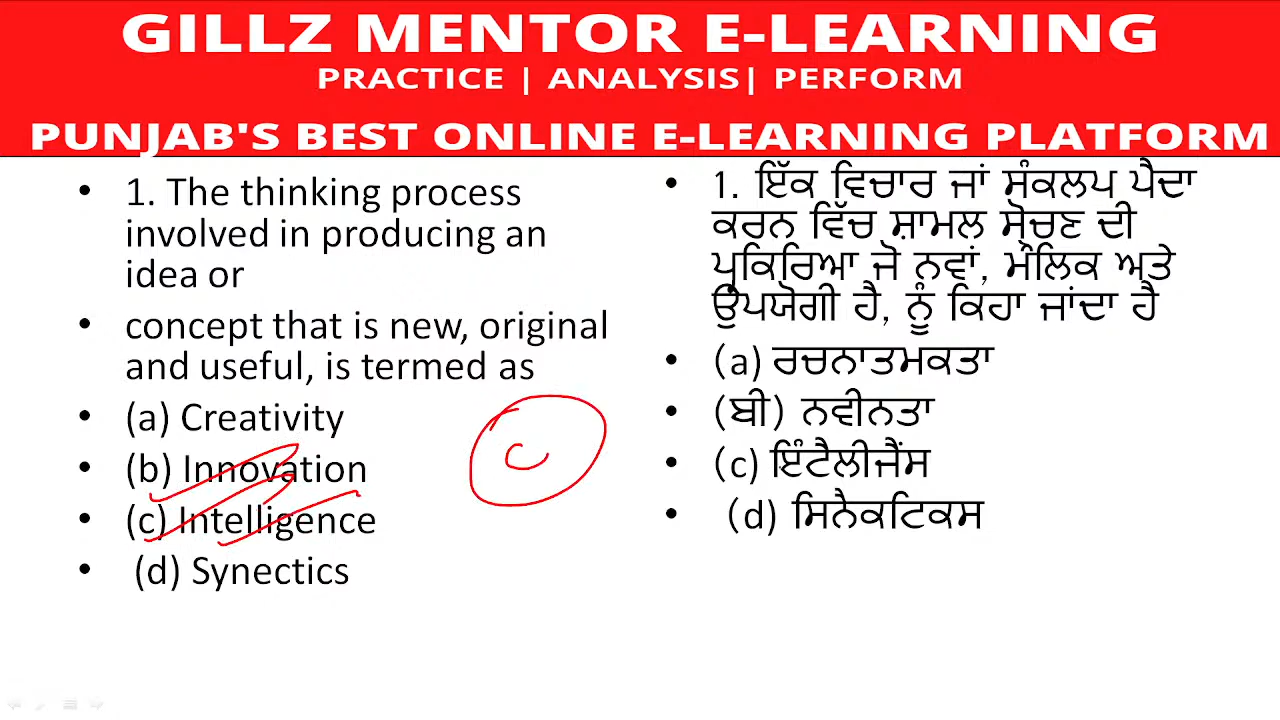 GILLZ MENTOR E-LEARNING
PRACTICE | ANALYSIS| PERFORM
PUNJAB'S BEST ONLINE E-LEARNING PLATFORM
• 1. The thinking process
involved in producing an
idea or
• concept that is new, original
and useful, is termed as
• (a) Creativity
• (b) Innovation
• (c) Intelligence
• (d) Synectics
C
• 1. ਇੱਕ ਵਿਚਾਰ ਜਾਂ ਸੰਕਲਪ ਪੈਦਾ
ਕਰਨ ਵਿੱਚ ਸ਼ਾਮਲ ਸੋਚਣ ਦੀ
ਪ੍ਰਕਿਰਿਆ ਜੋ ਨਵਾਂ, ਮੌਲਿਕ ਅਤੇ
ਉਪਯੋਗੀ ਹੈ, ਨੂੰ ਕਿਹਾ ਜਾਂਦਾ ਹੈ
• (a) ਰਚਨਾਤਮਕਤਾ
• (ਬੀ) ਨਵੀਨਤਾ
• (c) ਇੰਟੈਲੀਜੈਂਸ
• (d) ਸਿਨੈਕਟਿਕਸ